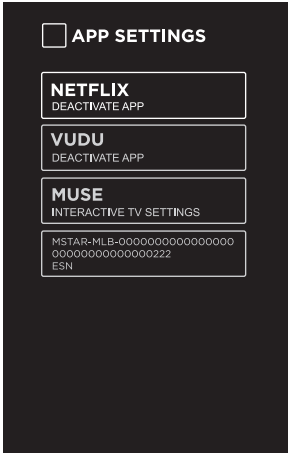 APP SETTINGS
NETFLIX
DEACTIVATE APP
VUDU
DEACTIVATE APP
MUSE
INTERACTIVE TV SETTINGS
MSTAR-MLB-0000000000000000
00000000000000222
ESN